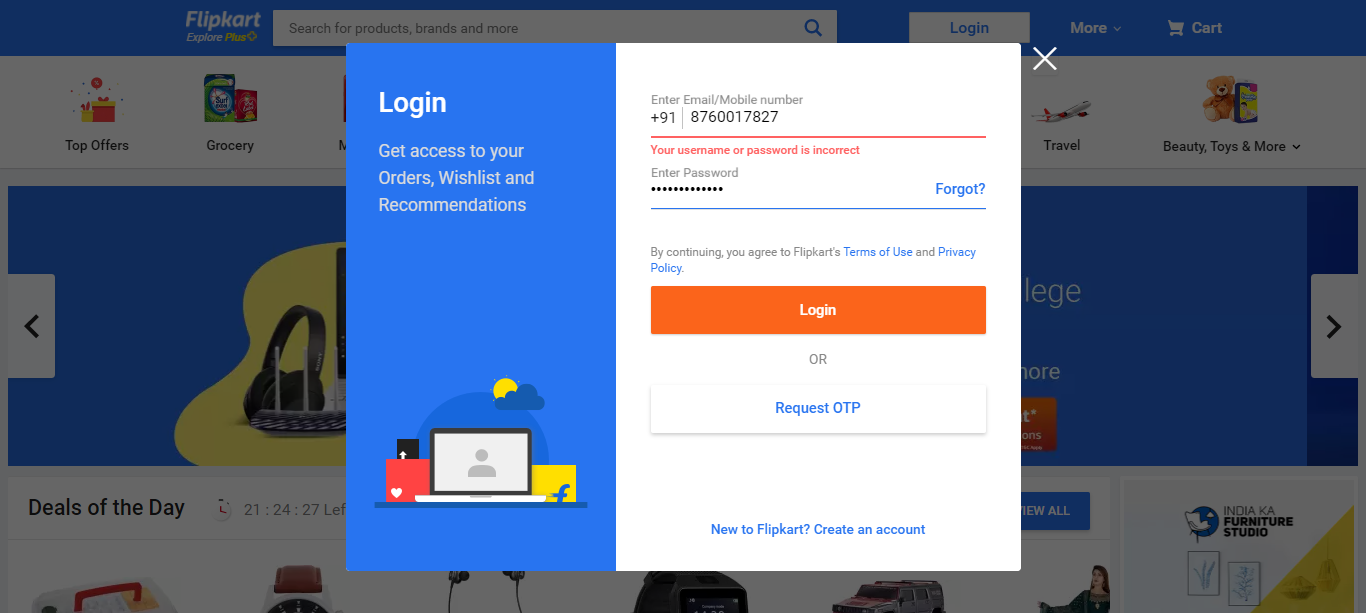 Flipkart
Explore Plus
Search for products, brands and more
Login
More
Cart
Top Offers
Grocery
M
Travel
Beauty, Toys & More
Login
Get access to your
Orders, Wishlist and
Recommendations
Enter Email/Mobile number
+91 8760017827
Your username or password is incorrect
Enter Password
•••••••••••••
Forgot?
By continuing, you agree to Flipkart's Terms of Use and Privacy
Policy.
Login
OR
Request OTP
New to Flipkart? Create an account
llege
more
Deals of the Day
21 : 24 : 27 Lef
VIEW ALL
INDIA KA
FURNITURE
STUDIO